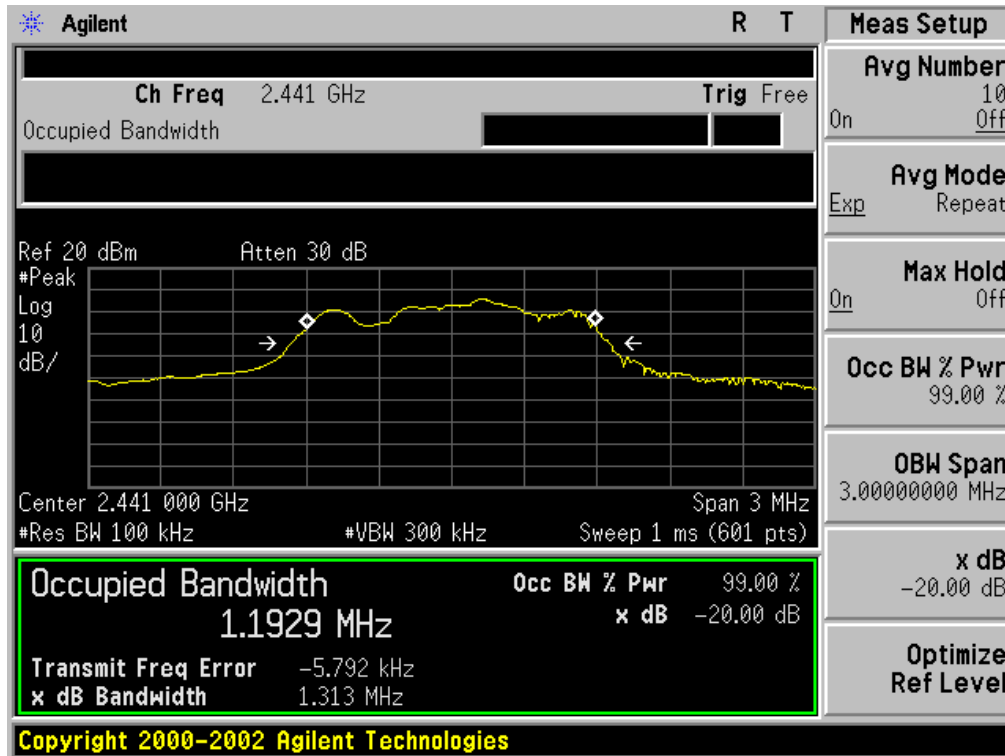 Agilent R T
Ch Freq 2.441 GHz Trig Free
Occupied Bandwidth
Ref 20 dBm Atten 30 dB
#Peak
Log
10
dB/
Center 2.441 000 GHz Span 3 MHz
#Res BW 100 kHz #VBW 300 kHz Sweep 1 ms (601 pts)
Occupied Bandwidth
1.1929 MHz
Occ BW % Pwr 99.00 %
x dB -20.00 dB
Transmit Freq Error -5.792 kHz
x dB Bandwidth 1.313 MHz
Copyright 2000-2002 Agilent Technologies
Meas Setup
Avg Number
10
On Off
Avg Mode
Exp Repeat
Max Hold
On Off
Occ BW % Pwr
99.00 %
OBW Span
3.00000000 MHz
x dB
-20.00 dB
Optimize
Ref Level